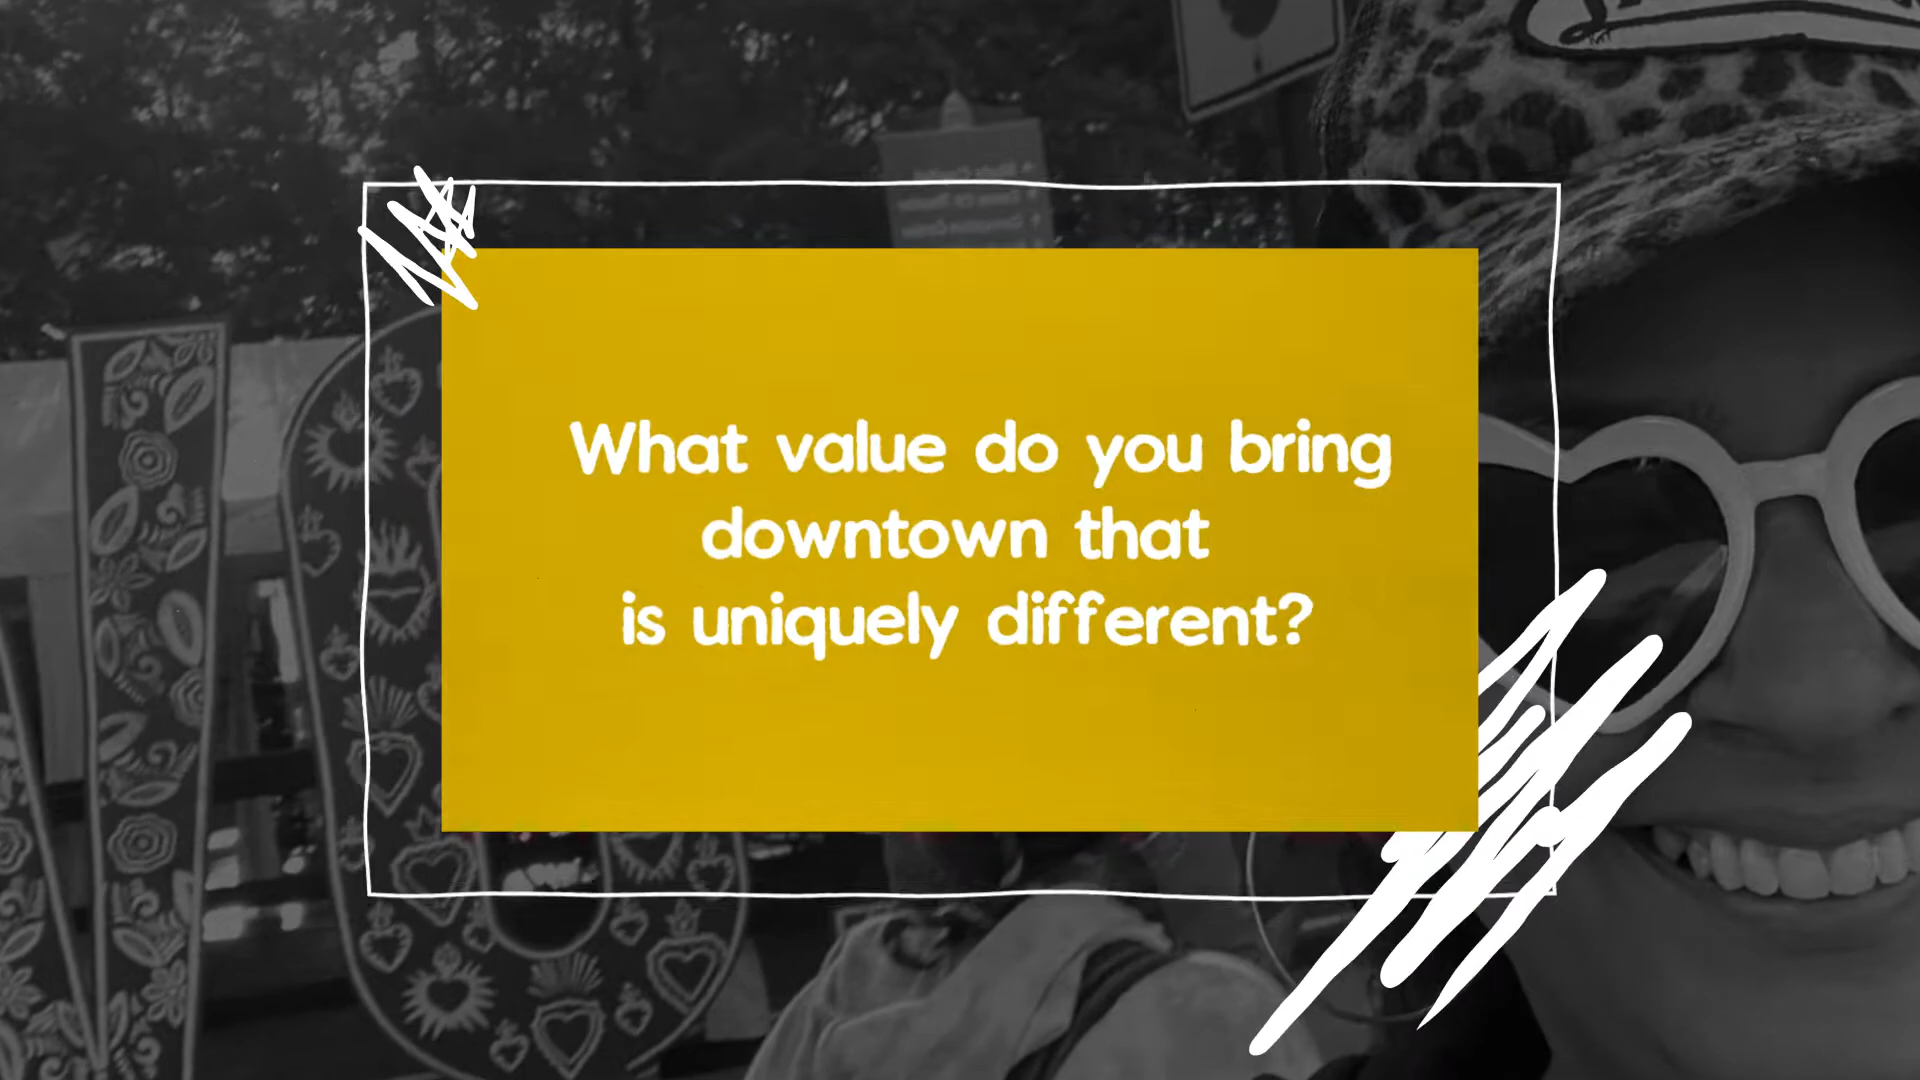 What value do you bring
downtown that
is uniquely different?